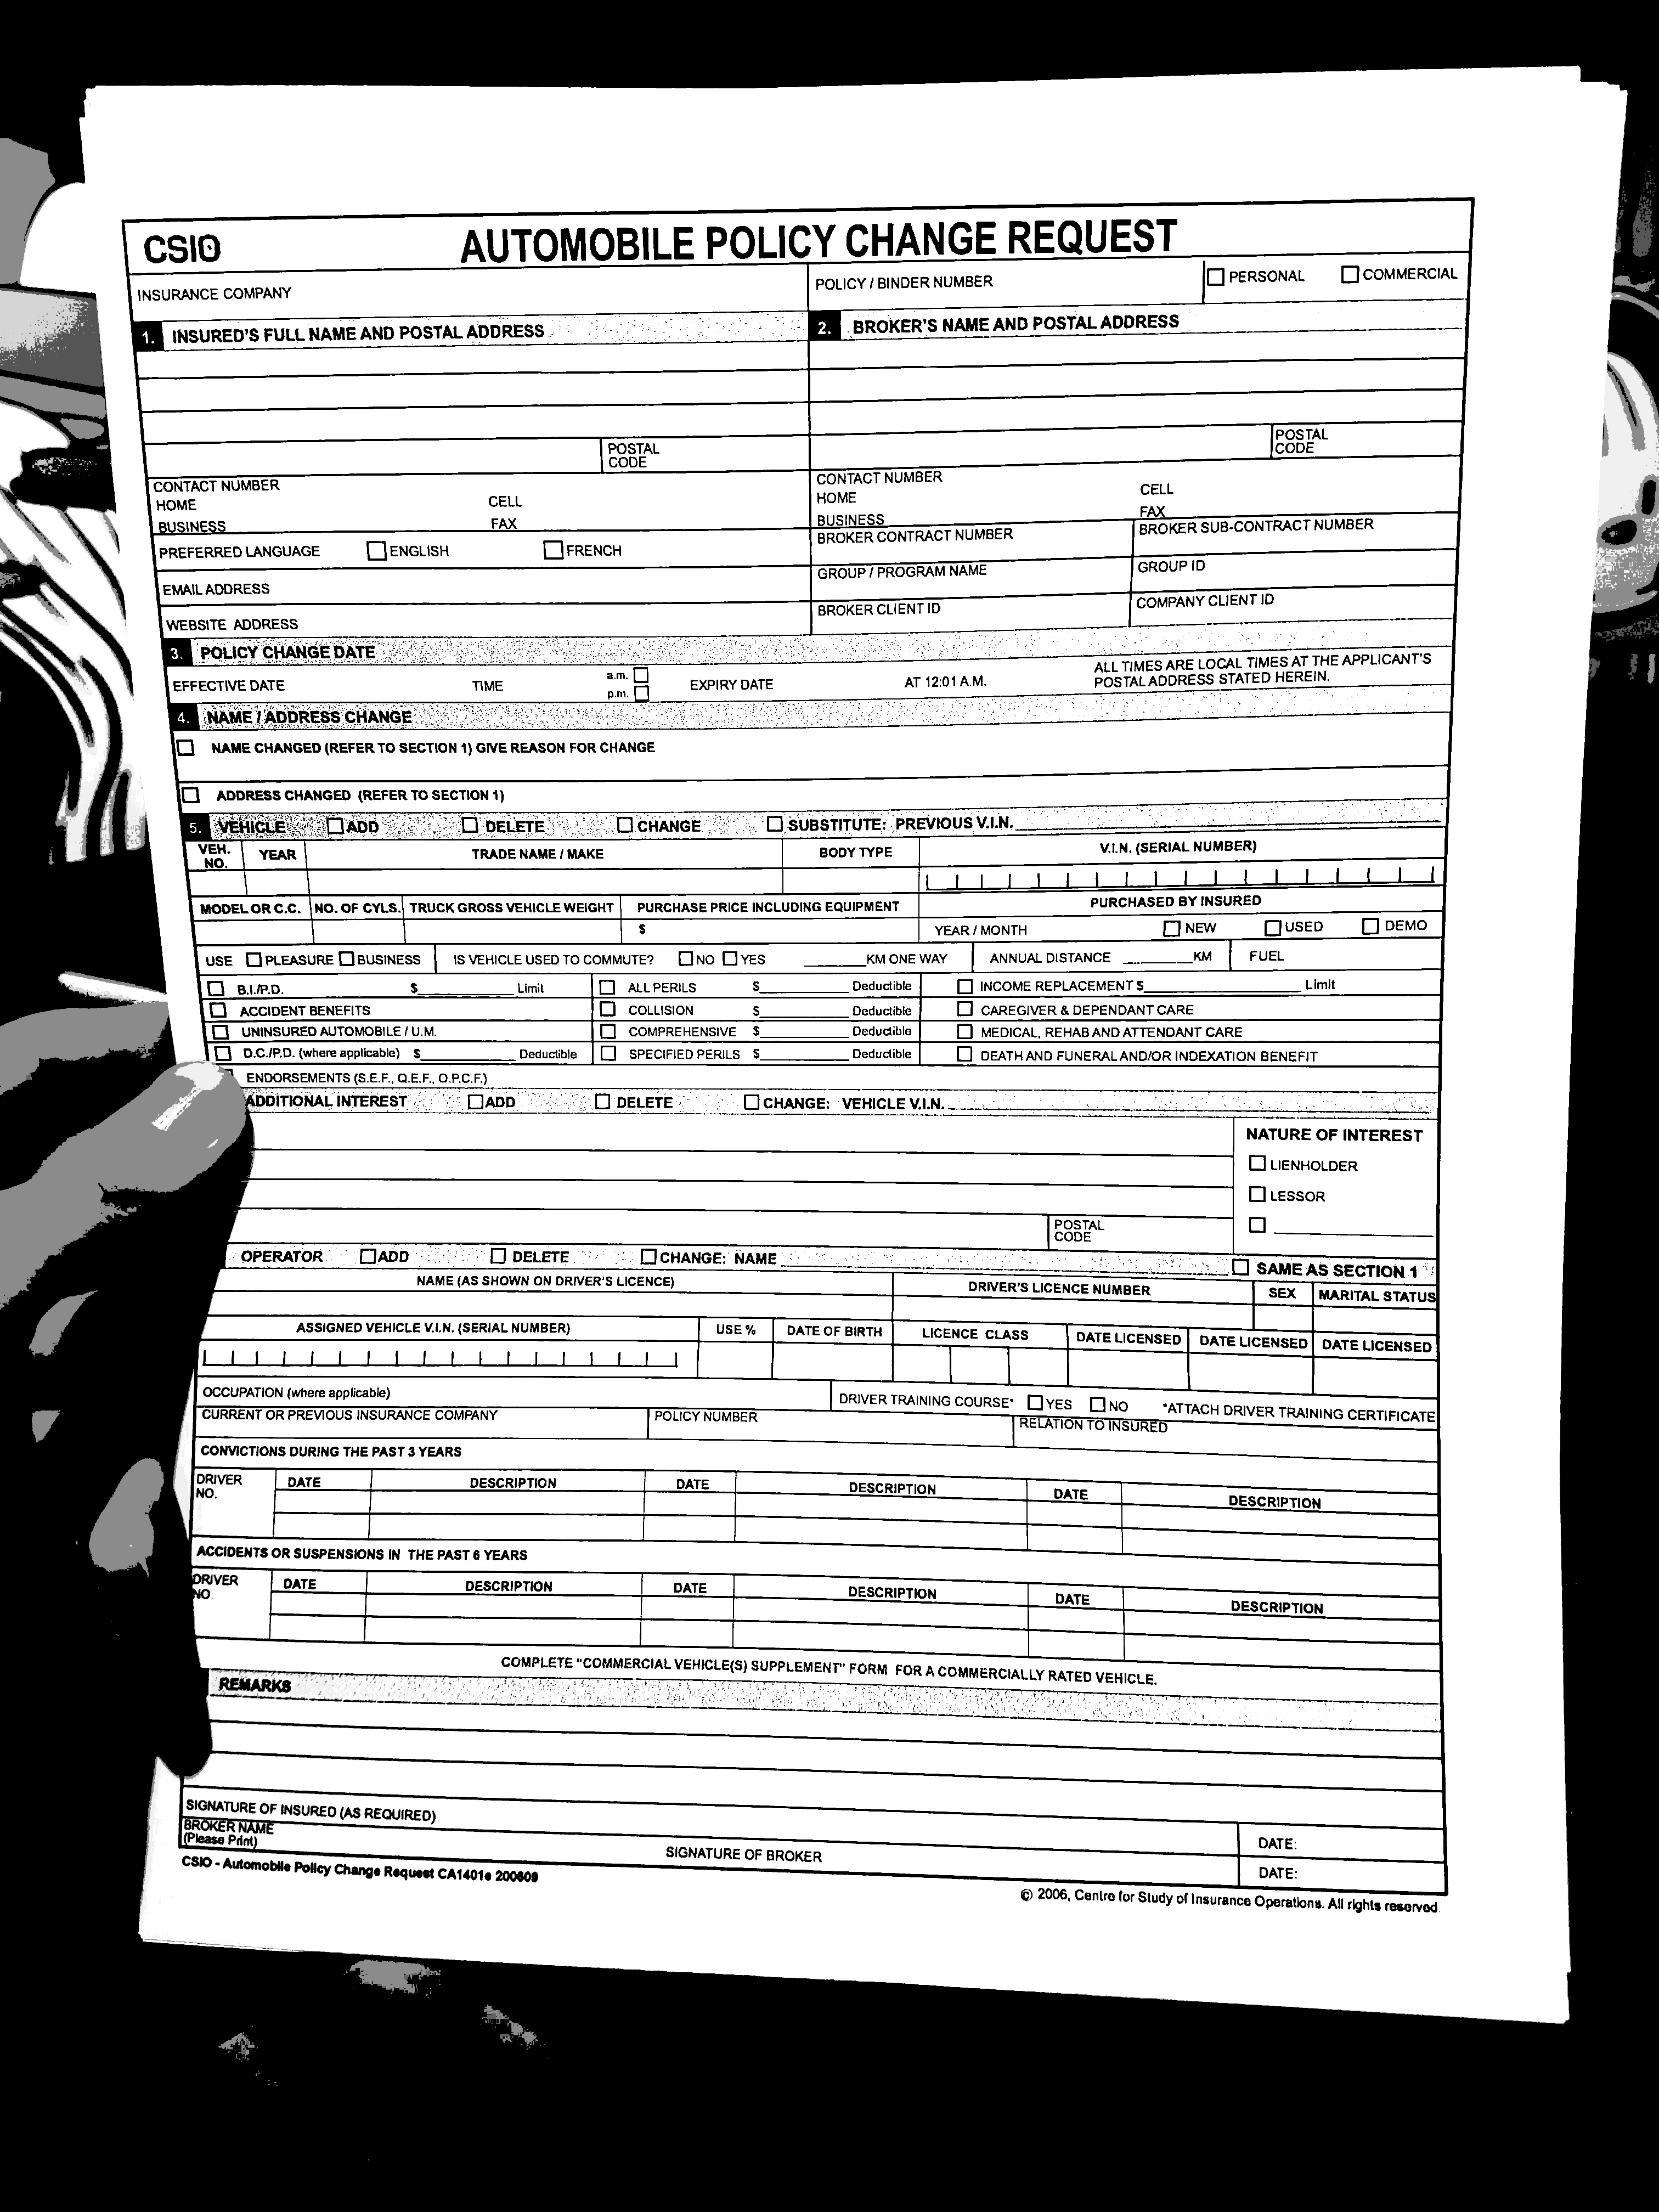 CSIO AUTOMOBILE POLICY CHANGE REQUEST
INSURANCE COMPANY
POLICY / BINDER NUMBER
PERSONAL COMMERCIAL
1. INSURED'S FULL NAME AND POSTAL ADDRESS
2. BROKER'S NAME AND POSTAL ADDRESS
POSTAL
CODE
POSTAL
CODE
CONTACT NUMBER
HOME CELL
BUSINESS FAX
CONTACT NUMBER
HOME CELL
BUSINESS FAX
PREFERRED LANGUAGE ENGLISH FRENCH
BROKER CONTRACT NUMBER BROKER SUB-CONTRACT NUMBER
EMAIL ADDRESS
GROUP / PROGRAM NAME GROUP ID
WEBSITE ADDRESS
BROKER CLIENT ID COMPANY CLIENT ID
3. POLICY CHANGE DATE
EFFECTIVE DATE TIME a.m.
p.m.
EXPIRY DATE AT 12:01 A.M.
ALL TIMES ARE LOCAL TIMES AT THE APPLICANT'S
POSTAL ADDRESS STATED HEREIN.
4. NAME / ADDRESS CHANGE
NAME CHANGED (REFER TO SECTION 1) GIVE REASON FOR CHANGE
ADDRESS CHANGED (REFER TO SECTION 1)
5. VEHICLE ADD DELETE CHANGE SUBSTITUTE: PREVIOUS V.I.N.
VEH.
NO.
YEAR TRADE NAME / MAKE BODY TYPE V.I.N. (SERIAL NUMBER)
MODEL OR C.C. NO. OF CYLS. TRUCK GROSS VEHICLE WEIGHT PURCHASE PRICE INCLUDING EQUIPMENT PURCHASED BY INSURED
$ YEAR / MONTH NEW USED DEMO
USE PLEASURE BUSINESS IS VEHICLE USED TO COMMUTE? NO YES KM ONE WAY ANNUAL DISTANCE KM FUEL
B.I./P.D. $ Limit ALL PERILS $ Deductible INCOME REPLACEMENT $ Limit
ACCIDENT BENEFITS COLLISION $ Deductible CAREGIVER & DEPENDANT CARE
UNINSURED AUTOMOBILE / U.M. COMPREHENSIVE $ Deductible MEDICAL, REHAB AND ATTENDANT CARE
D.C./P.D. (where applicable) $ Deductible SPECIFIED PERILS $ Deductible DEATH AND FUNERAL AND/OR INDEXATION BENEFIT
ENDORSEMENTS (S.E.F., Q.E.F., O.P.C.F.)
ADDITIONAL INTEREST ADD DELETE CHANGE: VEHICLE V.I.N.
NATURE OF INTEREST
LIENHOLDER
LESSOR
POSTAL
CODE
OPERATOR ADD DELETE CHANGE: NAME SAME AS SECTION 1
NAME (AS SHOWN ON DRIVER'S LICENCE) DRIVER'S LICENCE NUMBER SEX MARITAL STATUS
ASSIGNED VEHICLE V.I.N. (SERIAL NUMBER) USE % DATE OF BIRTH LICENCE CLASS DATE LICENSED DATE LICENSED DATE LICENSED
OCCUPATION (where applicable) DRIVER TRAINING COURSE* YES NO *ATTACH DRIVER TRAINING CERTIFICATE
CURRENT OR PREVIOUS INSURANCE COMPANY POLICY NUMBER RELATION TO INSURED
CONVICTIONS DURING THE PAST 3 YEARS
DRIVER
NO.
DATE DESCRIPTION DATE DESCRIPTION DATE DESCRIPTION
ACCIDENTS OR SUSPENSIONS IN THE PAST 6 YEARS
DRIVER
NO.
DATE DESCRIPTION DATE DESCRIPTION DATE DESCRIPTION
COMPLETE "COMMERCIAL VEHICLE(S) SUPPLEMENT" FORM FOR A COMMERCIALLY RATED VEHICLE.
REMARKS
SIGNATURE OF INSURED (AS REQUIRED) DATE:
BROKER NAME
(Please Print)
SIGNATURE OF BROKER DATE:
CSIO - Automobile Policy Change Request CA1401e 200609
© 2006, Centre for Study of Insurance Operations. All rights reserved.